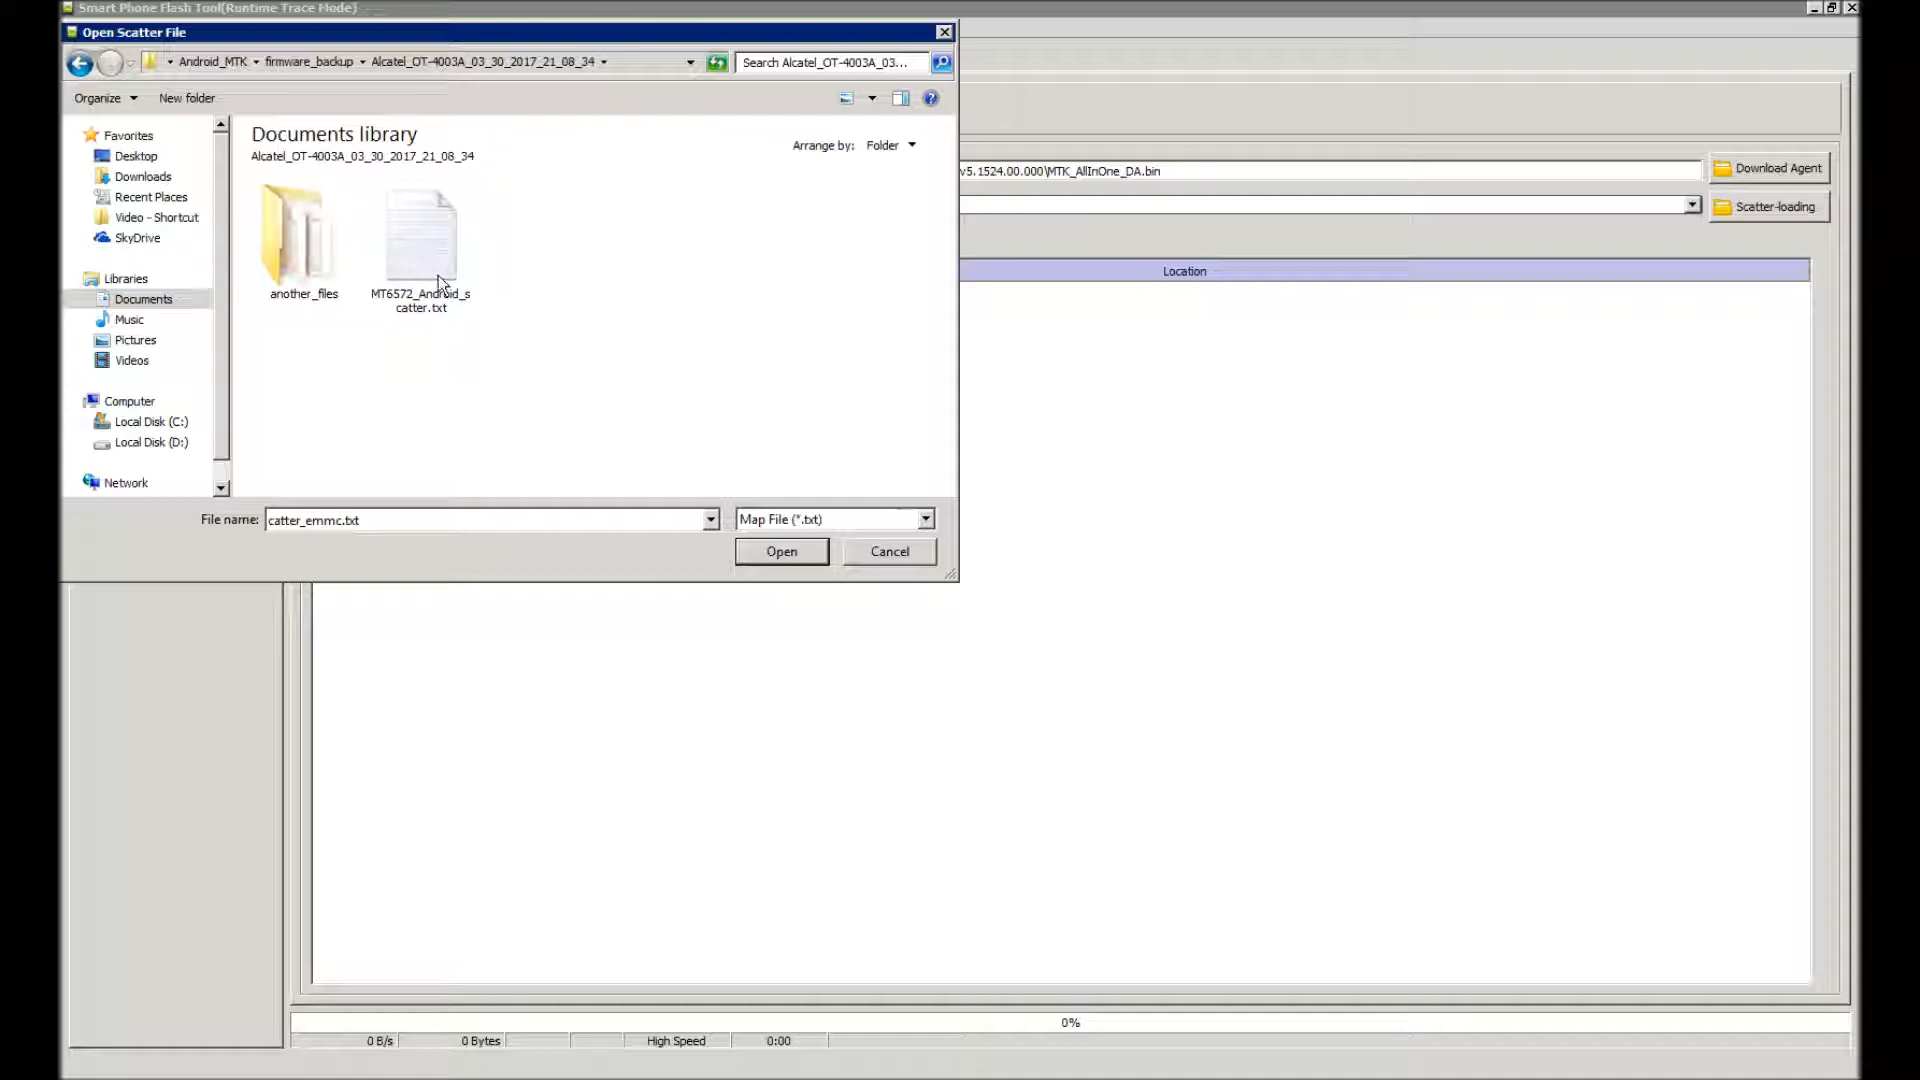 Smart Phone Flash Tool(Runtime Trace Mode)
Open Scatter File
Android_MTK
firmware_backup
Alcatel_OT-4003A_03_30_2017_21_08_34
Search Alcatel_OT-4003A_03...
Organize
New folder
Favorites
Desktop
Downloads
Recent Places
Video - Shortcut
SkyDrive
Libraries
Documents
Music
Pictures
Videos
Computer
Local Disk (C:)
Local Disk (D:)
Network
Documents library
Alcatel_OT-4003A_03_30_2017_21_08_34
Arrange by: Folder
another_files
MT6572_Android_s
catter.txt
File name: catter_emmc.txt
Map File (*.txt)
Open
Cancel
v5.1524.00.000\MTK_AllInOne_DA.bin
Download Agent
Scatter-loading
Location
0%
0 B/s
0 Bytes
High Speed
0:00